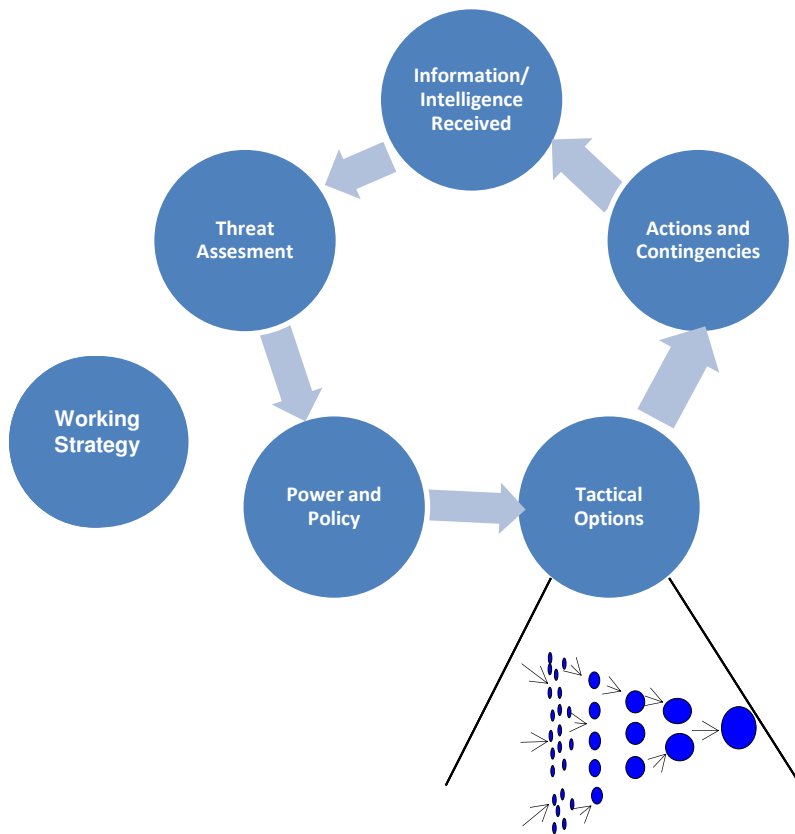 Information/
Intelligence
Received
Threat
Assesment
Actions and
Contingencies
Working
Strategy
Power and
Policy
Tactical
Options